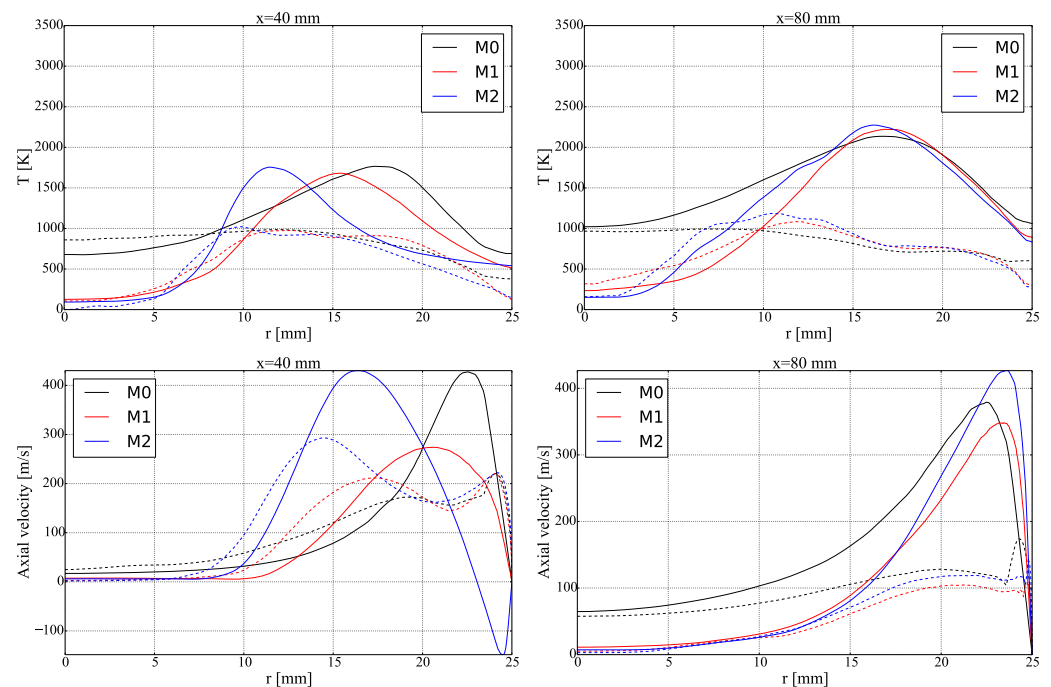 x=40 mm
3500
3000
2500
2000
1500
1000
500
0
T [K]
M0
M1
M2
0 5 10 15 20 25
r [mm]
x=80 mm
3500
3000
2500
2000
1500
1000
500
0
T [K]
M0
M1
M2
0 5 10 15 20 25
r [mm]
x=40 mm
400
300
200
100
0
−100
Axial velocity [m/s]
M0
M1
M2
0 5 10 15 20 25
r [mm]
x=80 mm
400
300
200
100
0
Axial velocity [m/s]
M0
M1
M2
0 5 10 15 20 25
r [mm]